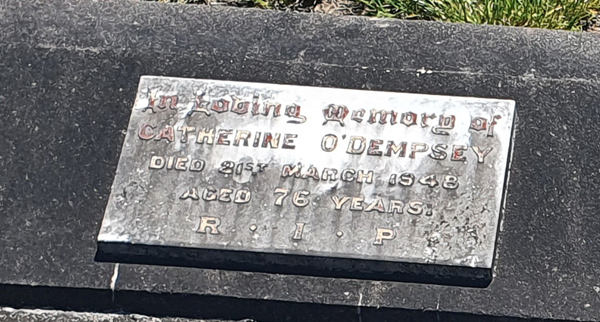 In Loving Memory of
CATHERINE O'DEMPSEY
DIED 21ST MARCH 1948
AGED 76 YEARS.
R · I · P